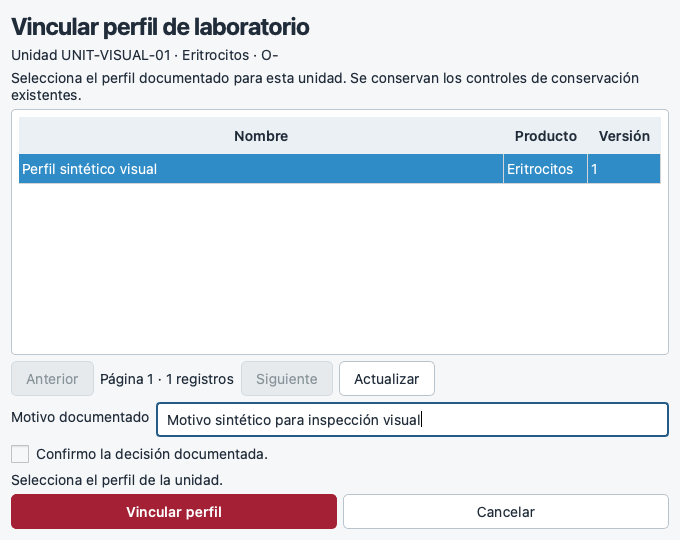 Vincular perfil de laboratorio
Unidad UNIT-VISUAL-01 · Eritrocitos · O-
Selecciona el perfil documentado para esta unidad. Se conservan los controles de conservación
existentes.
Nombre Producto Versión
Perfil sintético visual Eritrocitos 1
Anterior Página 1 · 1 registros Siguiente Actualizar
Motivo documentado Motivo sintético para inspección visual
Confirmo la decisión documentada.
Selecciona el perfil de la unidad.
Vincular perfil Cancelar